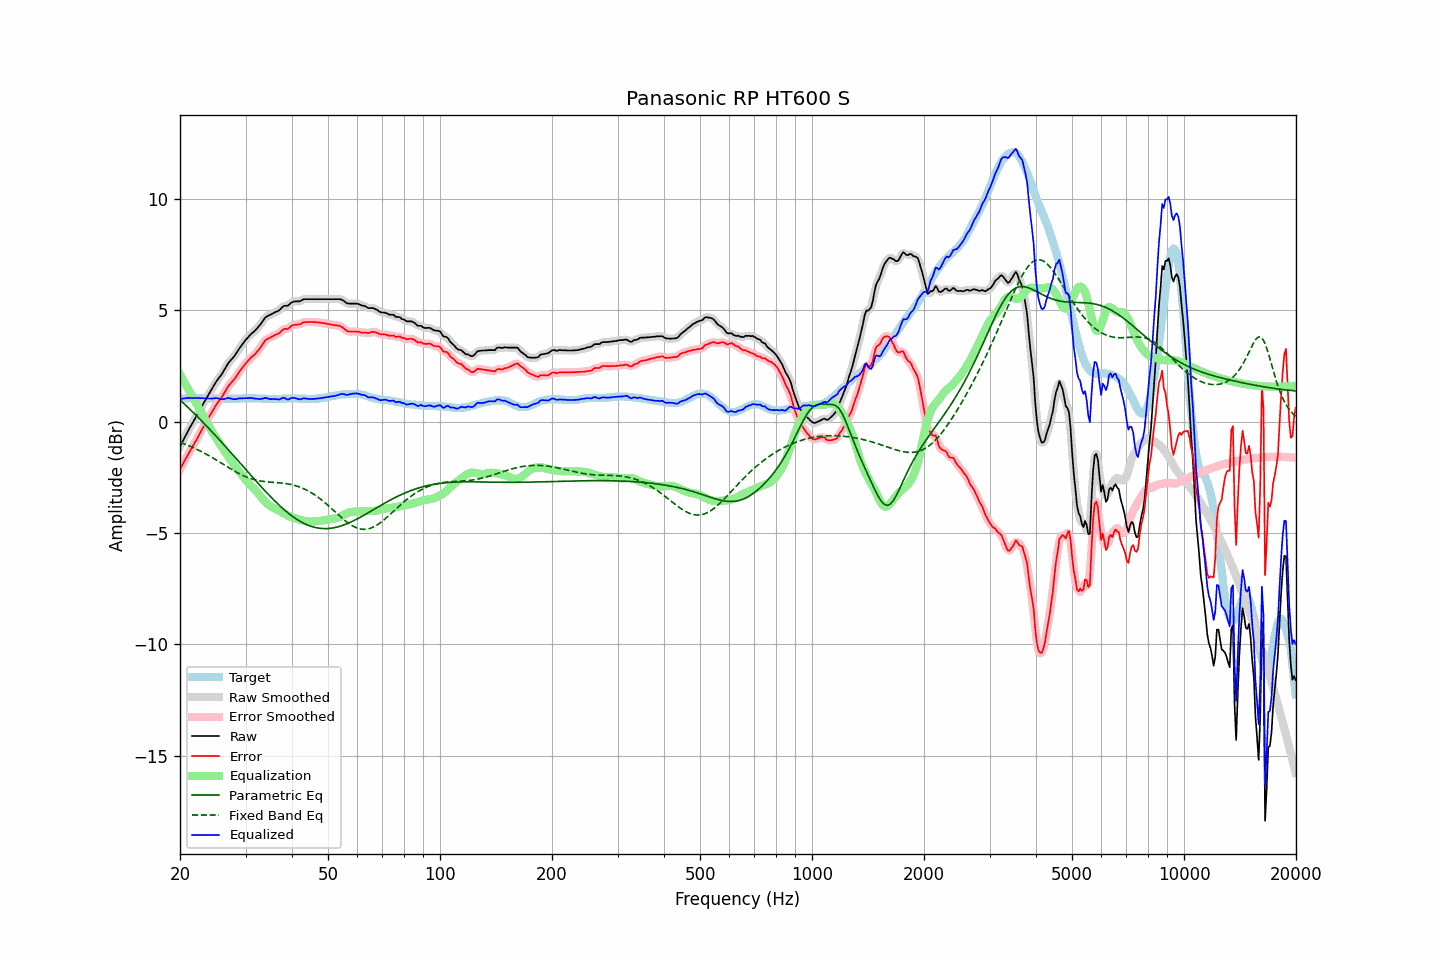 Panasonic RP HT600 S
Amplitude (dBr)
10
5
0
−5
−10
−15
Target
Raw Smoothed
Error Smoothed
Raw
Error
Equalization
Parametric Eq
Fixed Band Eq
Equalized
20 50 100 200 500 1000 2000 5000 10000 20000
Frequency (Hz)